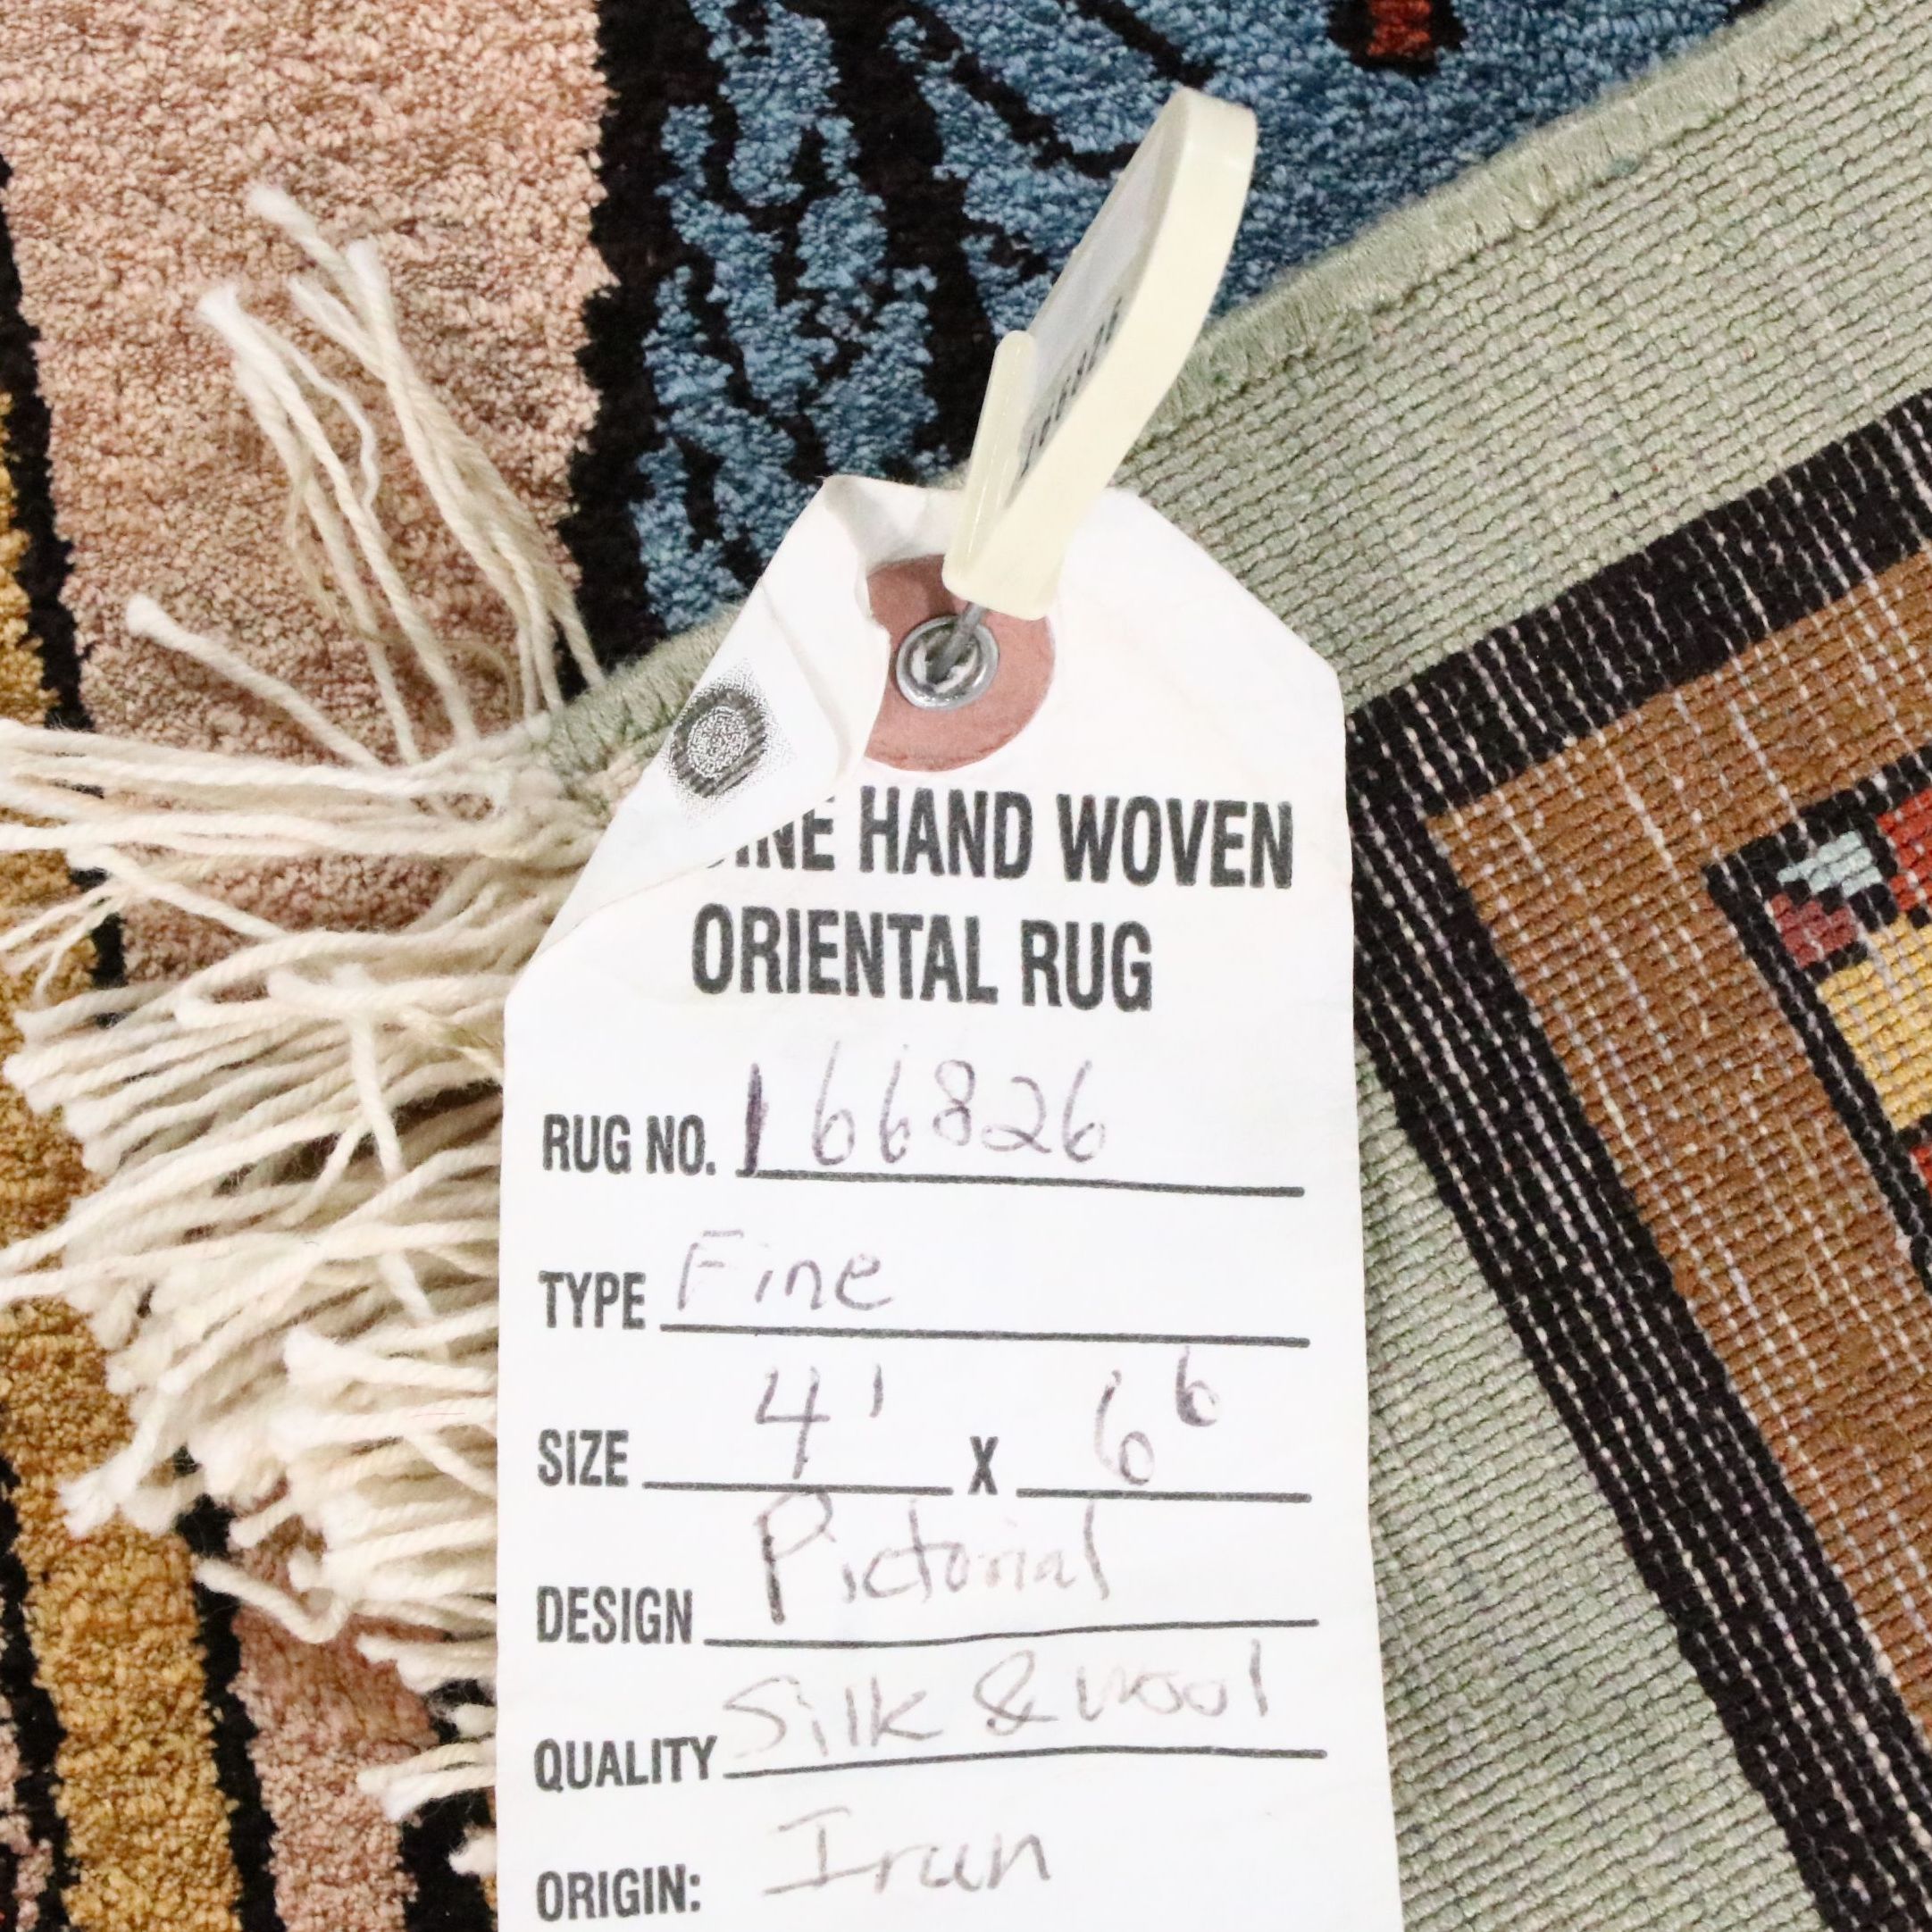 HAND WOVEN
ORIENTAL RUG
RUG NO. 166826
TYPE Fine
SIZE 4' X 6⁶
DESIGN Pictorial
QUALITY Silk & wool
ORIGIN: Iran